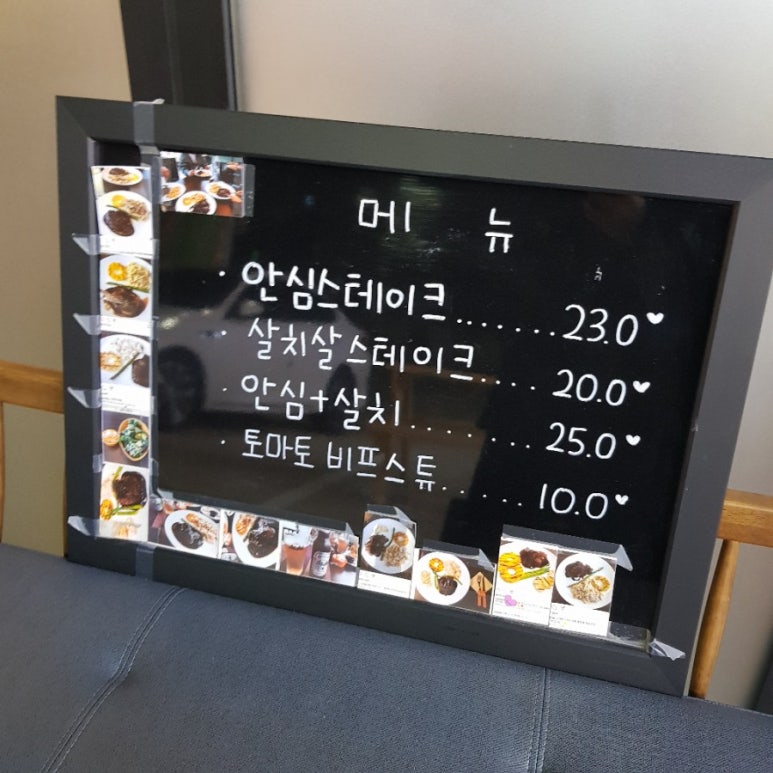 메 뉴
· 안심스테이크........23.0♥
· 살치살스테이크.... 20.0♥
· 안심+살치........ 25.0♥
· 토마토 비프스튜...... 10.0♥